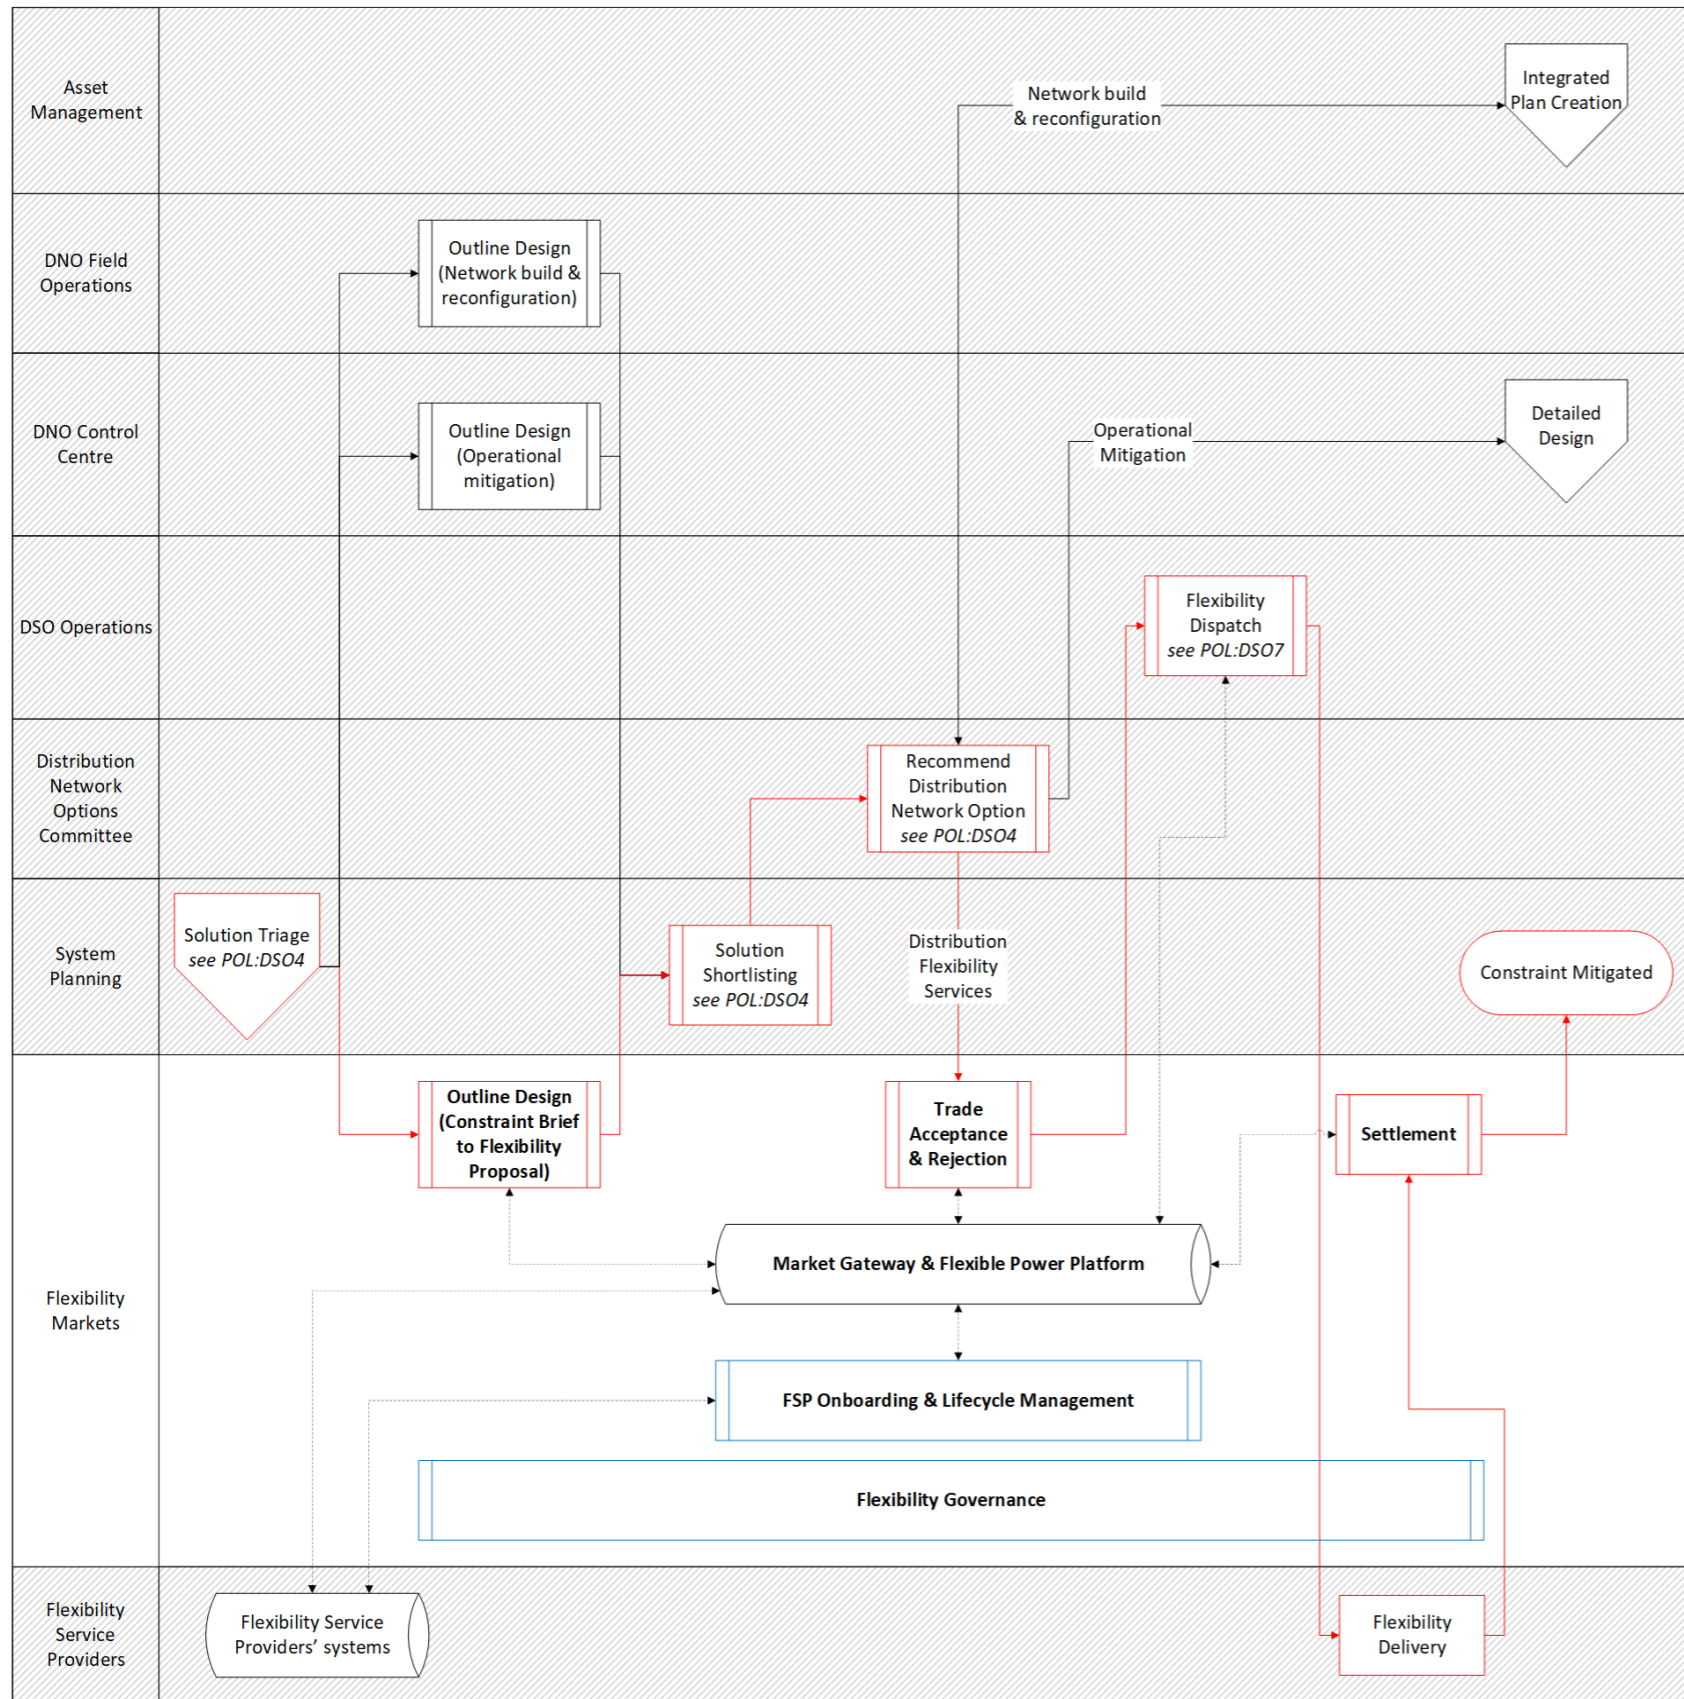 Asset
Management
Network build
& reconfiguration
Integrated
Plan Creation
DNO Field
Operations
Outline Design
(Network build &
reconfiguration)
DNO Control
Centre
Outline Design
(Operational
mitigation)
Operational
Mitigation
Detailed
Design
DSO Operations
Flexibility
Dispatch
see POL:DSO7
Distribution
Network
Options
Committee
Recommend
Distribution
Network Option
see POL:DSO4
System
Planning
Solution Triage
see POL:DSO4
Solution
Shortlisting
see POL:DSO4
Distribution
Flexibility
Services
Constraint Mitigated
Flexibility
Markets
Outline Design
(Constraint Brief
to Flexibility
Proposal)
Trade
Acceptance
& Rejection
Settlement
Market Gateway & Flexible Power Platform
FSP Onboarding & Lifecycle Management
Flexibility Governance
Flexibility
Service
Providers
Flexibility Service
Providers’ systems
Flexibility
Delivery